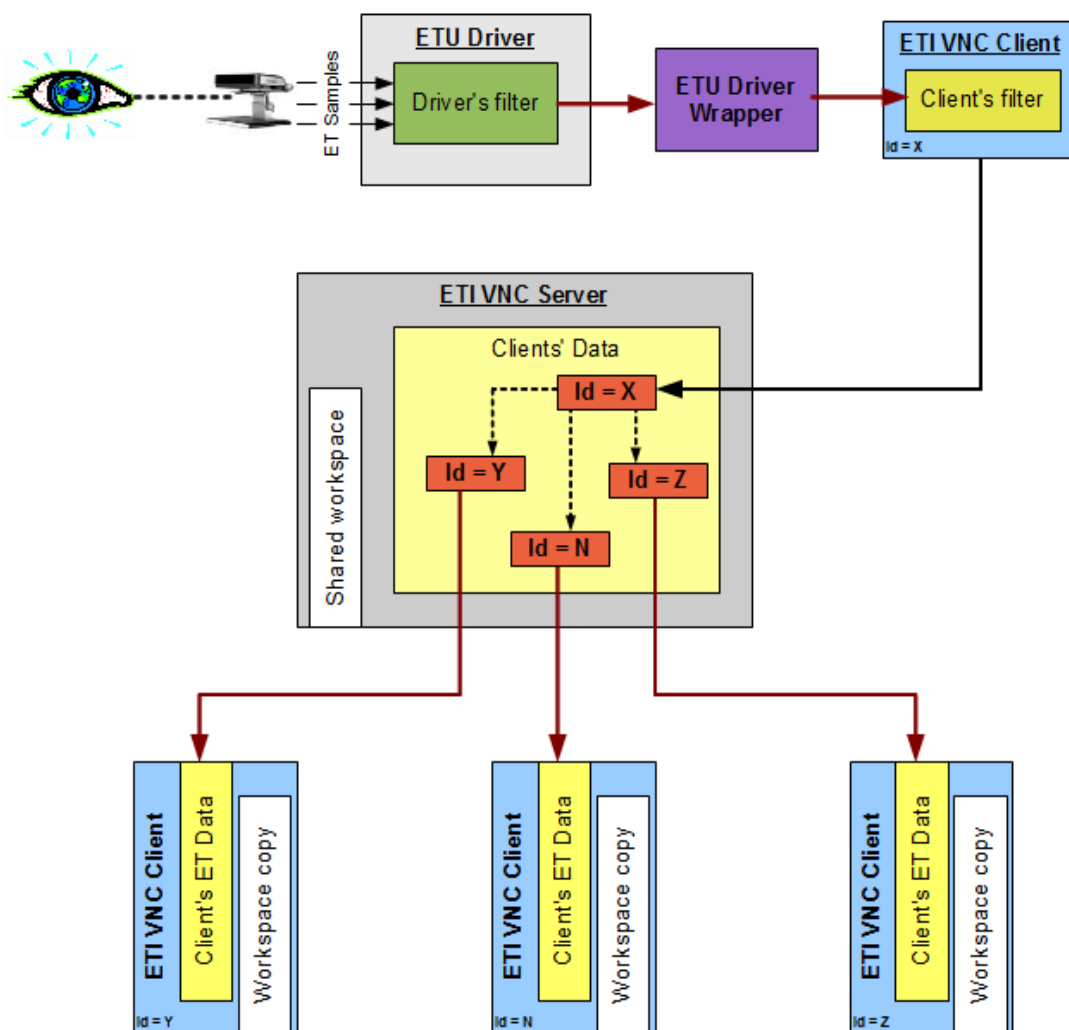 ETU Driver
Driver's filter
ET Samples
ETU Driver
Wrapper
ETI VNC Client
Client's filter
Id = X
ETI VNC Server
Clients' Data
Id = X
Id = Y
Id = Z
Id = N
Shared workspace
ETI VNC Client
Client's ET Data
Workspace copy
Id = Y
ETI VNC Client
Client's ET Data
Workspace copy
Id = N
ETI VNC Client
Client's ET Data
Workspace copy
Id = Z